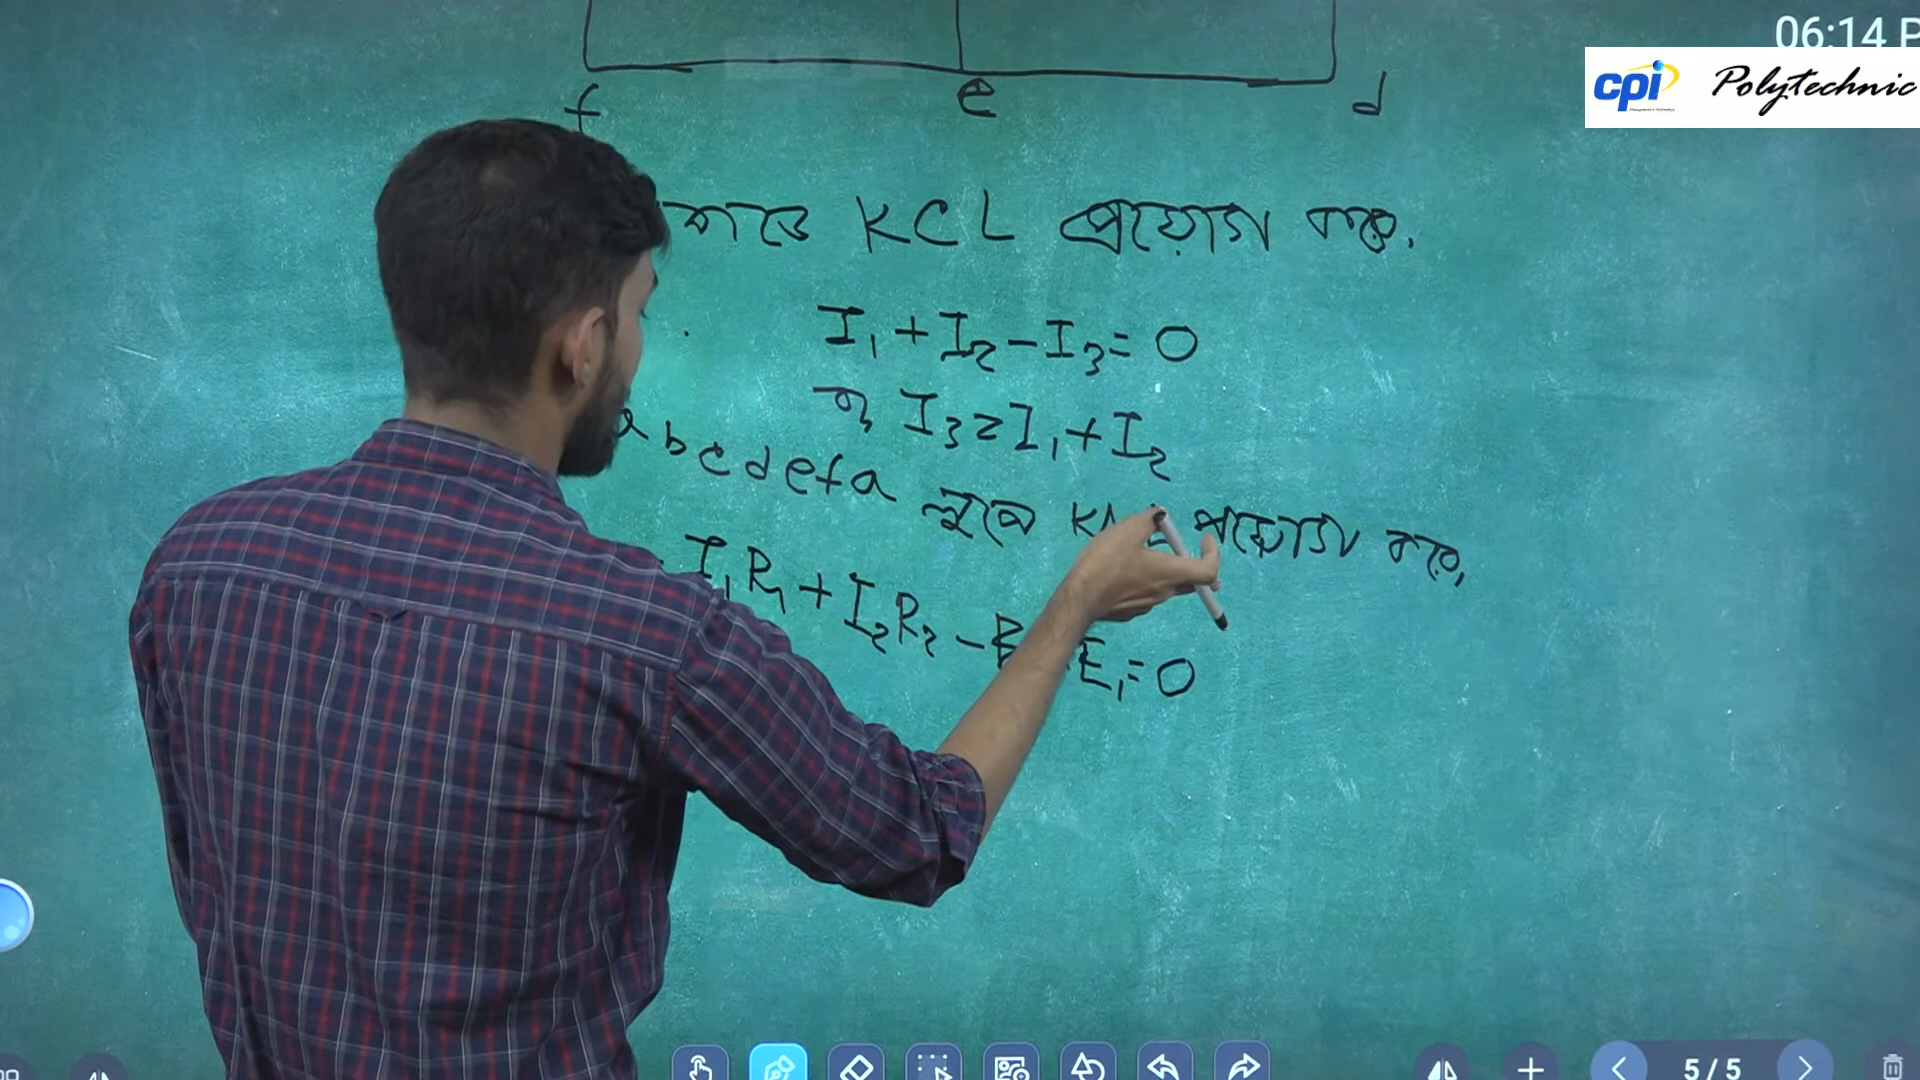 06:14 P
cpi Polytechnic
f e d
KCL প্রয়োগ করে,
I₁ + I₂ - I₃ = 0
বা, I₃ = I₁ + I₂
abcdefa লুপে প্রয়োগ করে,
- I₁R₁ + I₂R₂ - E₁ = 0
5 / 5